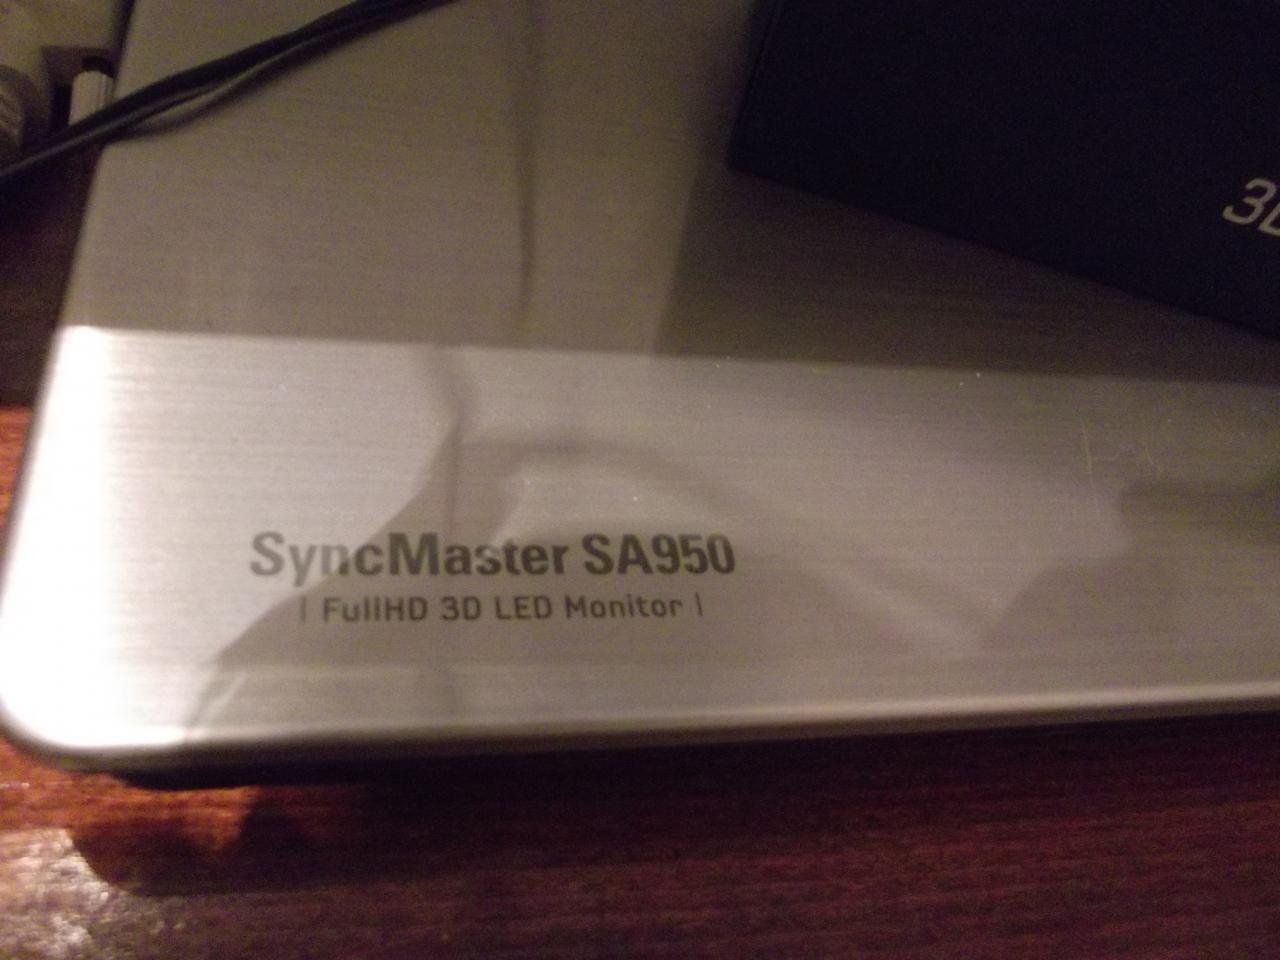 SyncMaster SA950
| FullHD 3D LED Monitor |